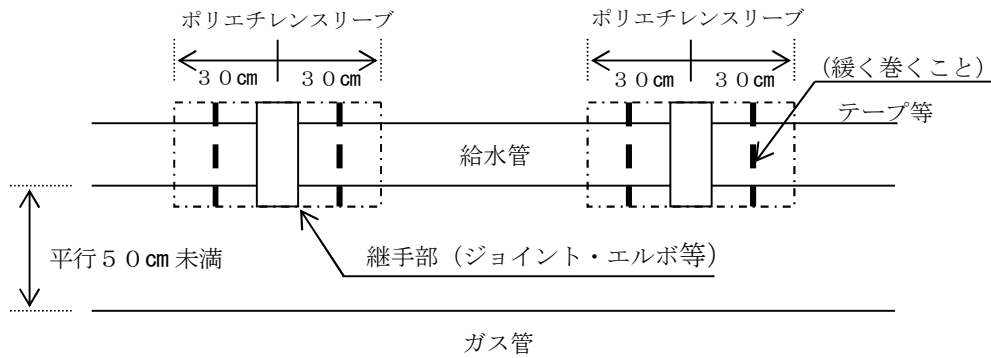 ポリエチレンスリーブ　ポリエチレンスリーブ
３０㎝　３０㎝　３０㎝　３０㎝
（緩く巻くこと）
テープ等
給水管
平行５０㎝未満
継手部（ジョイント・エルボ等）
ガス管